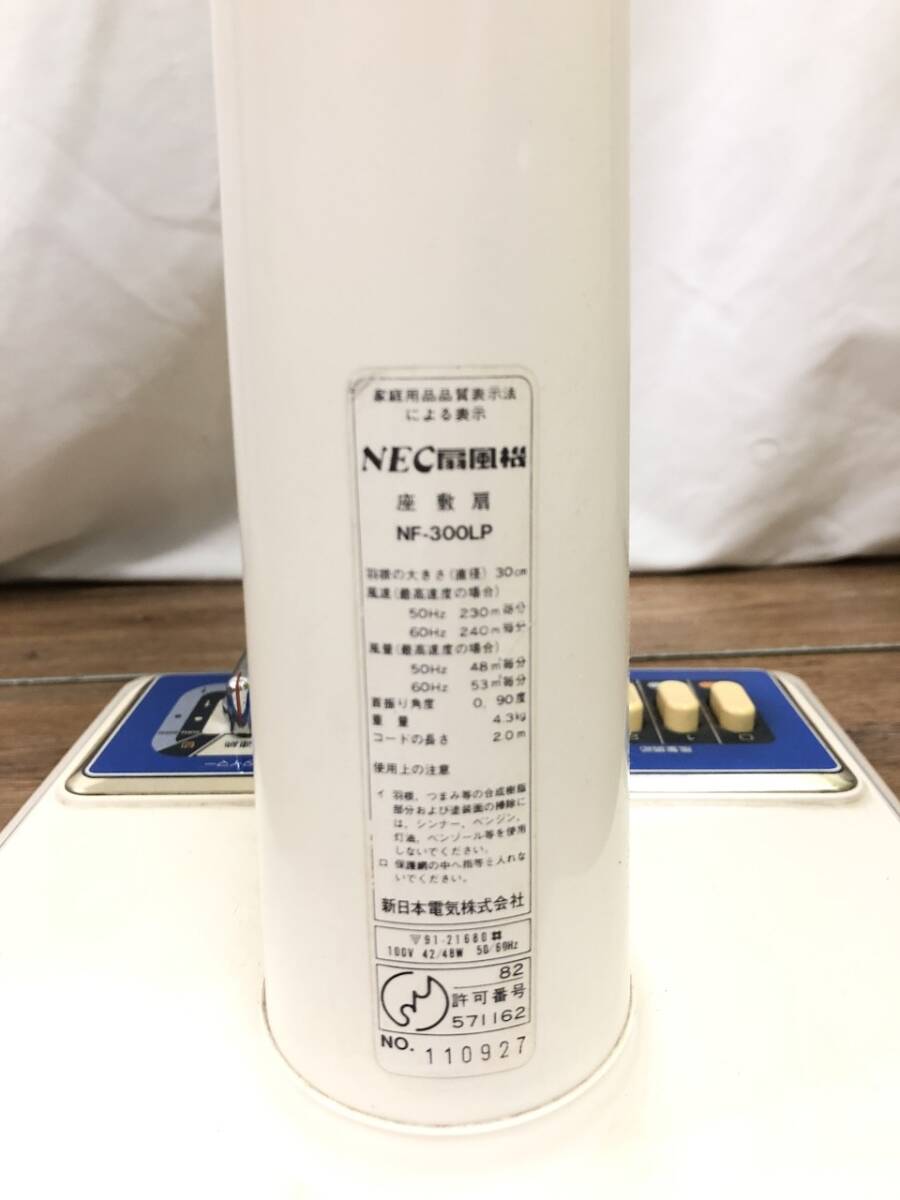 家庭用品品質表示法
による表示
NEC扇風機
座敷扇
NF-300LP
羽根の大きさ(直径) 30cm
風速(最高速度の場合)
50Hz 230m毎分
60Hz 240m毎分
風量(最高速度の場合)
50Hz 48㎥毎分
60Hz 53㎥毎分
首振り角度 0, 90度
重量 4.3kg
コードの長さ 2.0m
使用上の注意
イ 羽根、つまみ等の合成樹脂
部分および塗装面の掃除に
は、シンナー、ベンジン、
灯油、ベンゾール等を使用
しないでください。
ロ 保護網の中へ指等を入れな
いでください。
新日本電気株式会社
▽91-21680
100V 42/48W 50/60Hz
82
許可番号
571162
NO. 110927
切
1